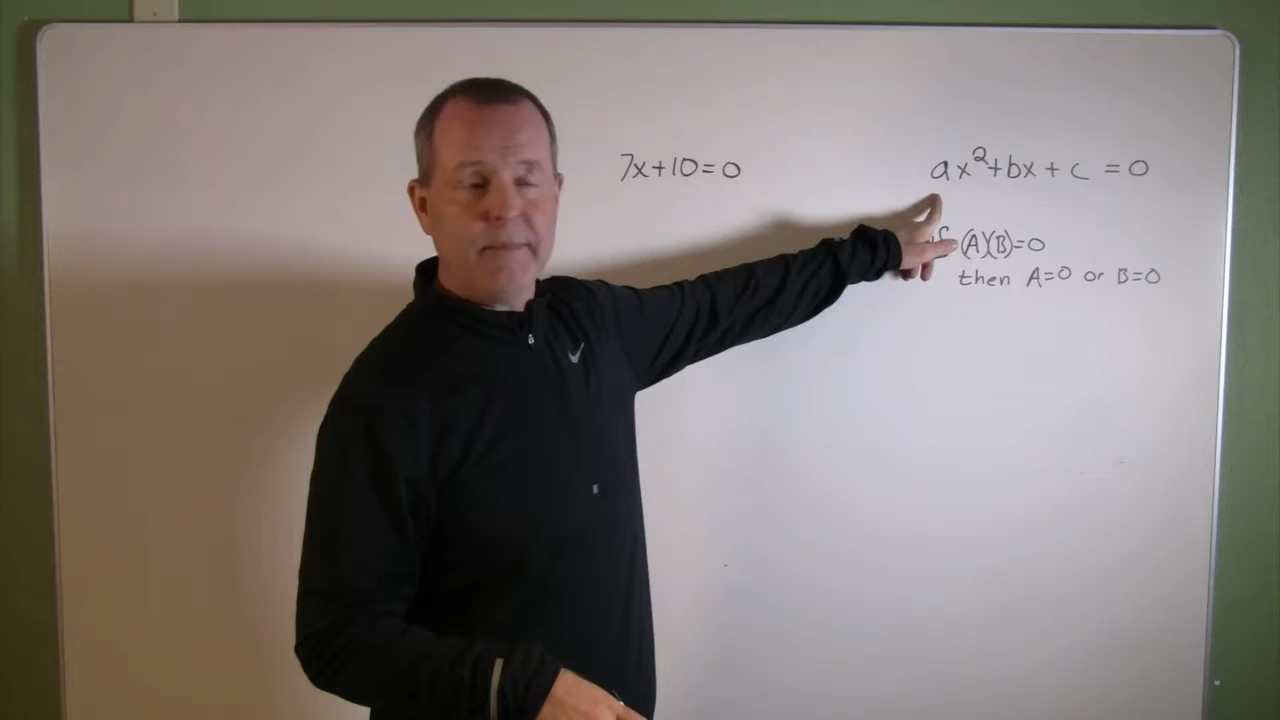 7x+10=0
ax²+bx+c =0
(A)(B)=0
then A=0 or B=0